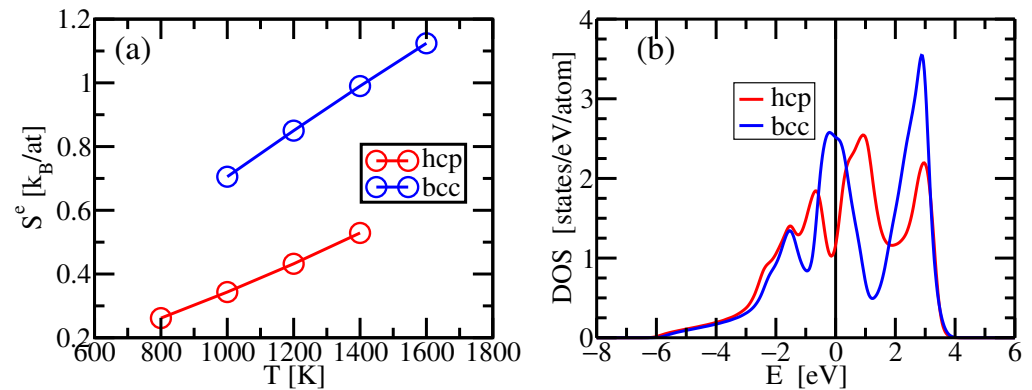 (a)
S^e [k_B/at]
1.2
1
0.8
0.6
0.4
0.2
hcp
bcc
600 800 1000 1200 1400 1600 1800
T [K]
(b)
DOS [states/eV/atom]
4
3
2
1
0
hcp
bcc
−8 −6 −4 −2 0 2 4 6
E [eV]